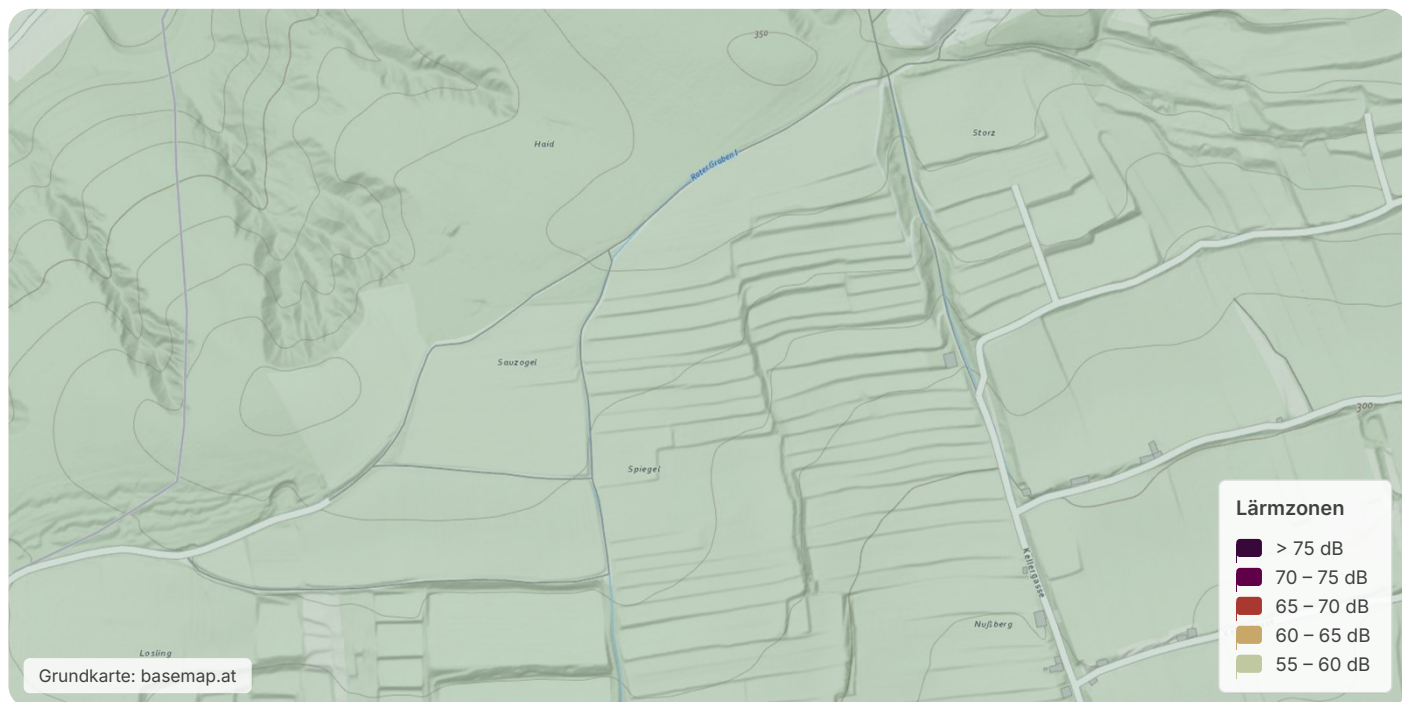 350
Haid
Storz
Roter Graben I
Sauzogel
300
Spiegel
Kellergasse
Nußberg
Losling
Grundkarte: basemap.at
Lärmzonen
> 75 dB
70 – 75 dB
65 – 70 dB
60 – 65 dB
55 – 60 dB